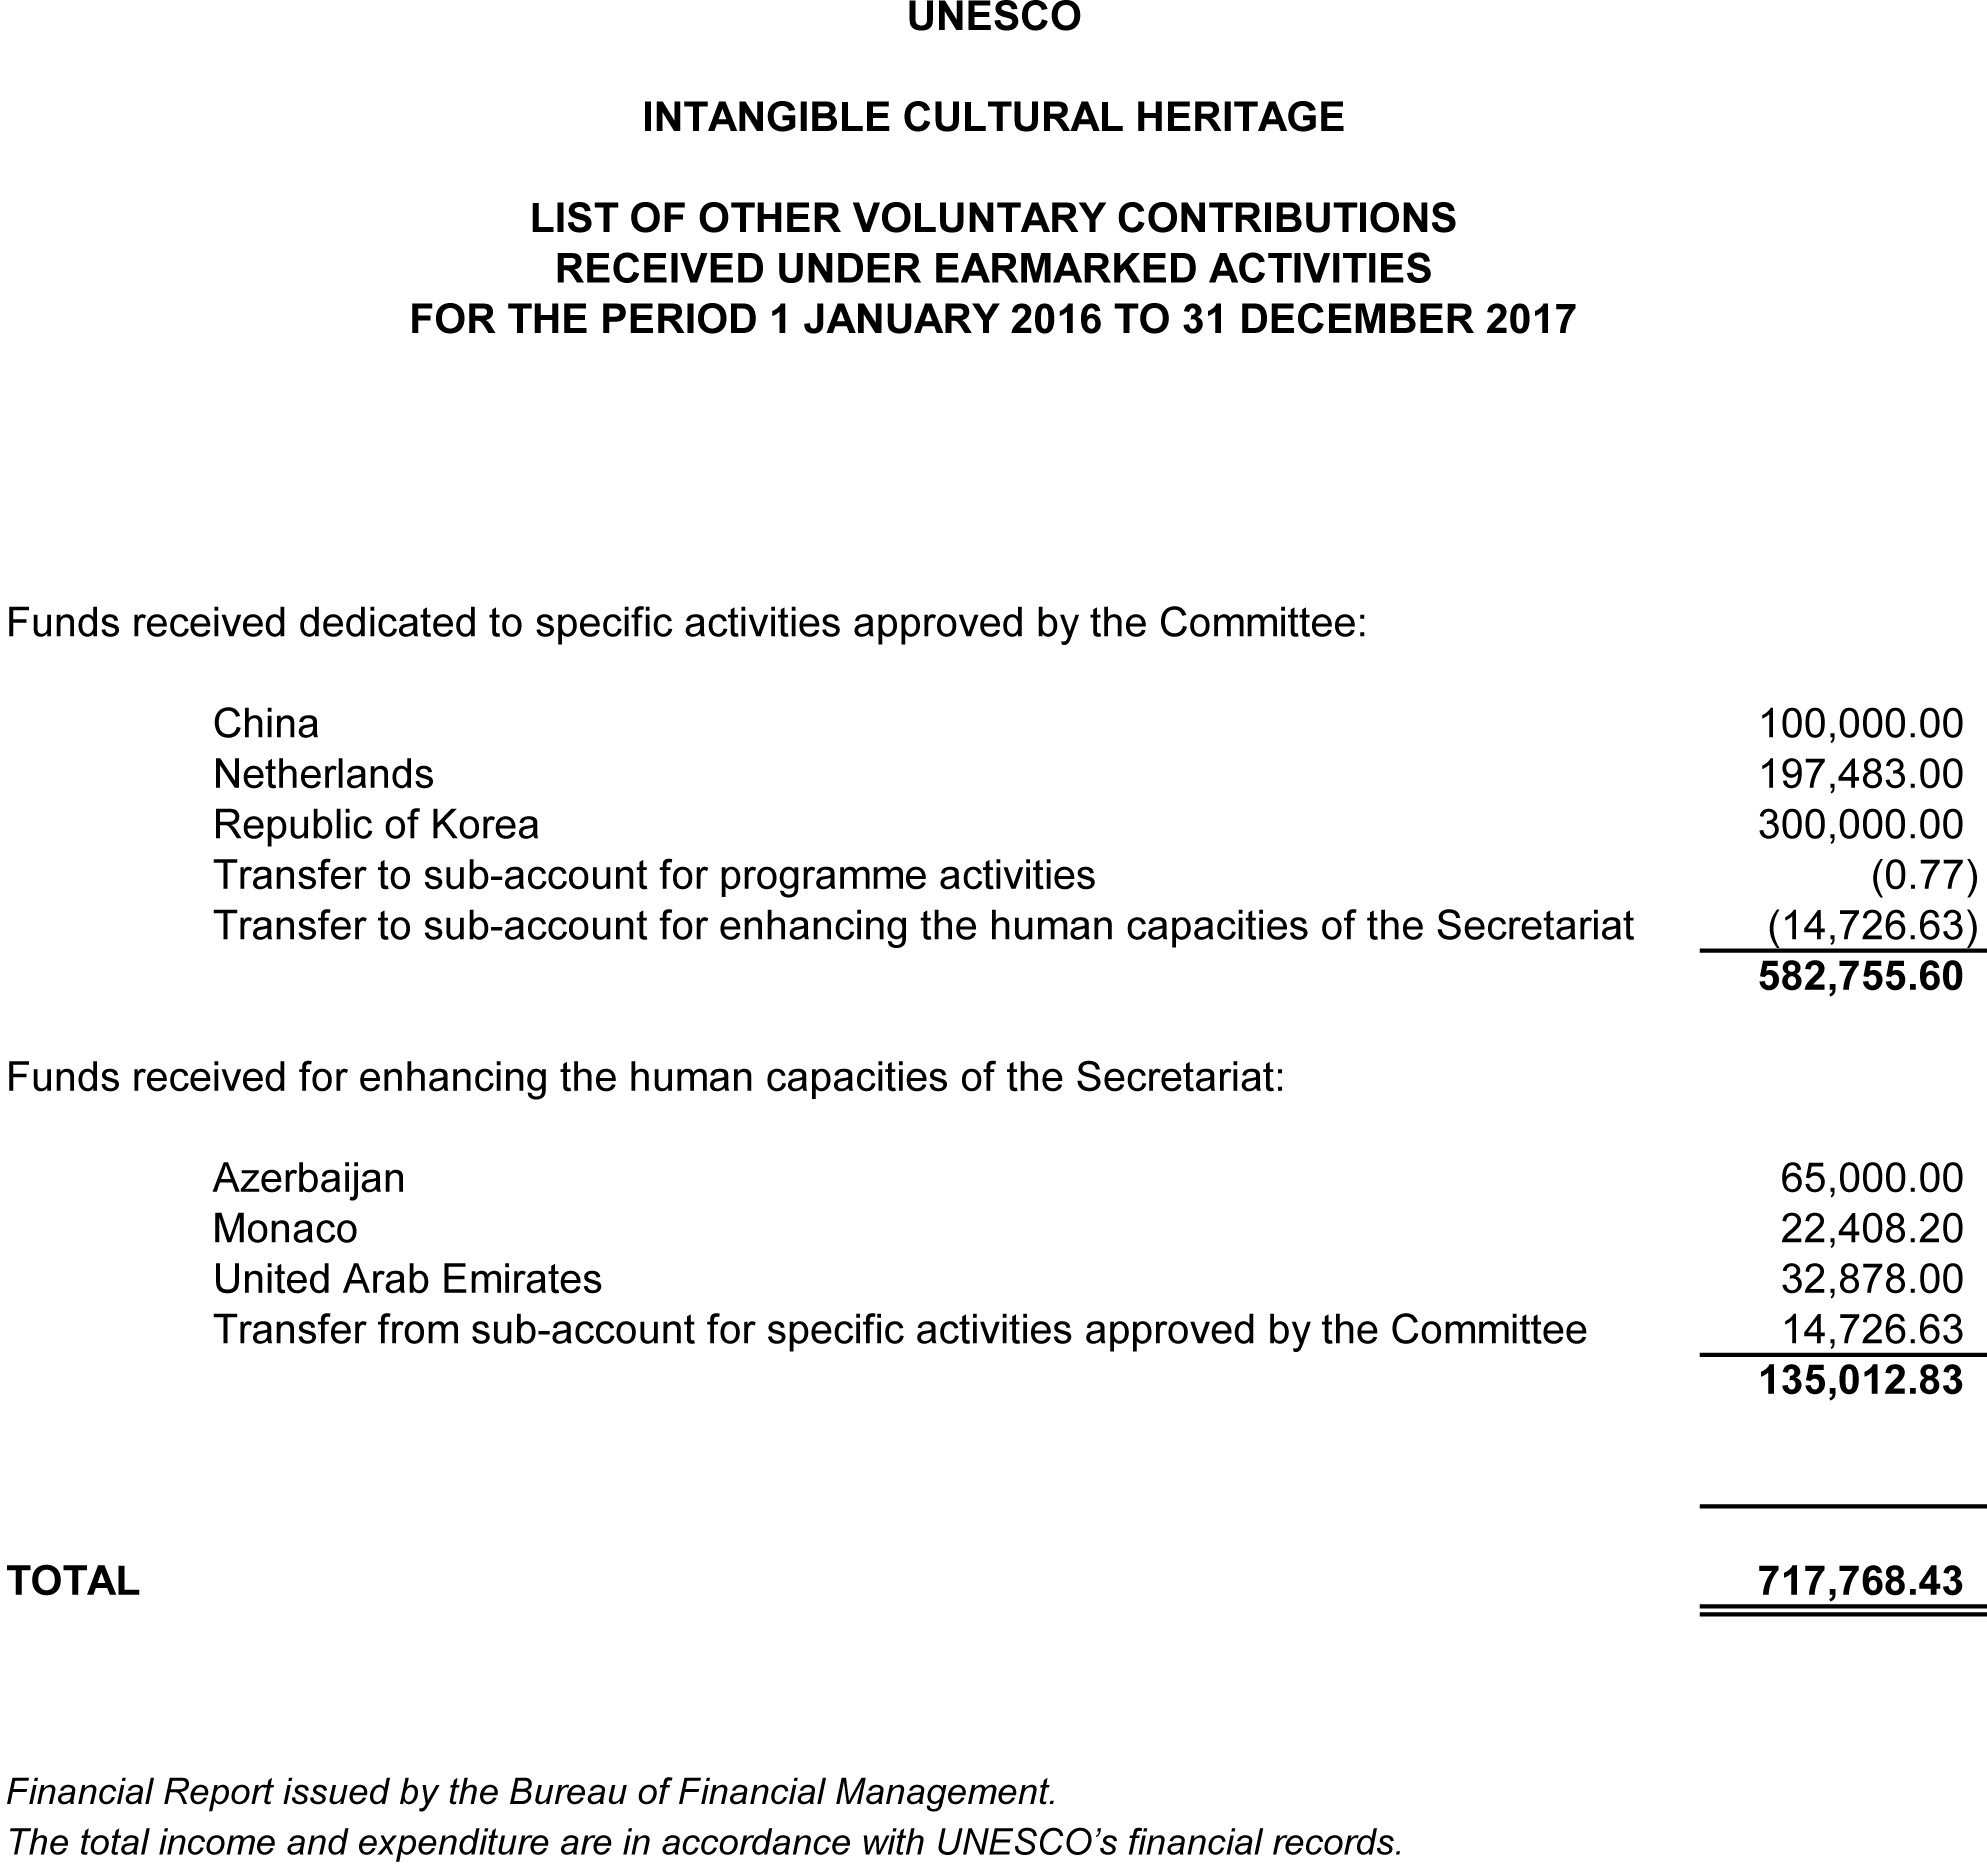 UNESCO
INTANGIBLE CULTURAL HERITAGE
LIST OF OTHER VOLUNTARY CONTRIBUTIONS
RECEIVED UNDER EARMARKED ACTIVITIES
FOR THE PERIOD 1 JANUARY 2016 TO 31 DECEMBER 2017
Funds received dedicated to specific activities approved by the Committee:
China 100,000.00
Netherlands 197,483.00
Republic of Korea 300,000.00
Transfer to sub-account for programme activities (0.77)
Transfer to sub-account for enhancing the human capacities of the Secretariat (14,726.63)
582,755.60
Funds received for enhancing the human capacities of the Secretariat:
Azerbaijan 65,000.00
Monaco 22,408.20
United Arab Emirates 32,878.00
Transfer from sub-account for specific activities approved by the Committee 14,726.63
135,012.83
TOTAL 717,768.43
Financial Report issued by the Bureau of Financial Management.
The total income and expenditure are in accordance with UNESCO’s financial records.